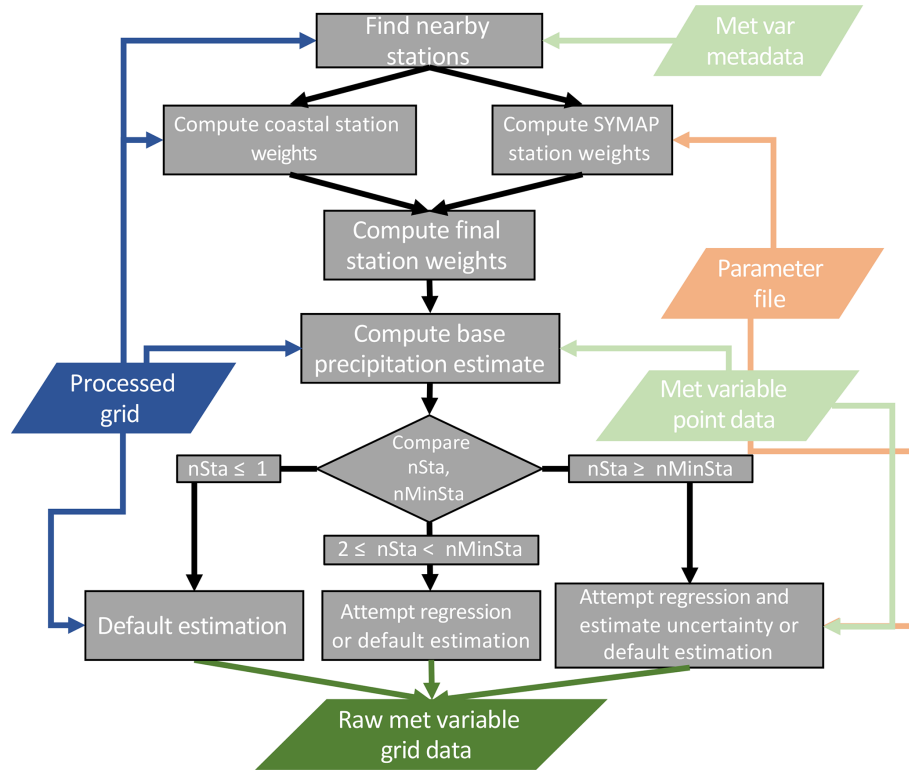 Find nearby
stations
Met var
metadata
Compute coastal station
weights
Compute SYMAP
station weights
Compute final
station weights
Parameter
file
Compute base
precipitation estimate
Processed
grid
Met variable
point data
Compare
nSta,
nMinSta
nSta ≤ 1
nSta ≥ nMinSta
2 ≤ nSta < nMinSta
Default estimation
Attempt regression
or default estimation
Attempt regression and
estimate uncertainty or
default estimation
Raw met variable
grid data